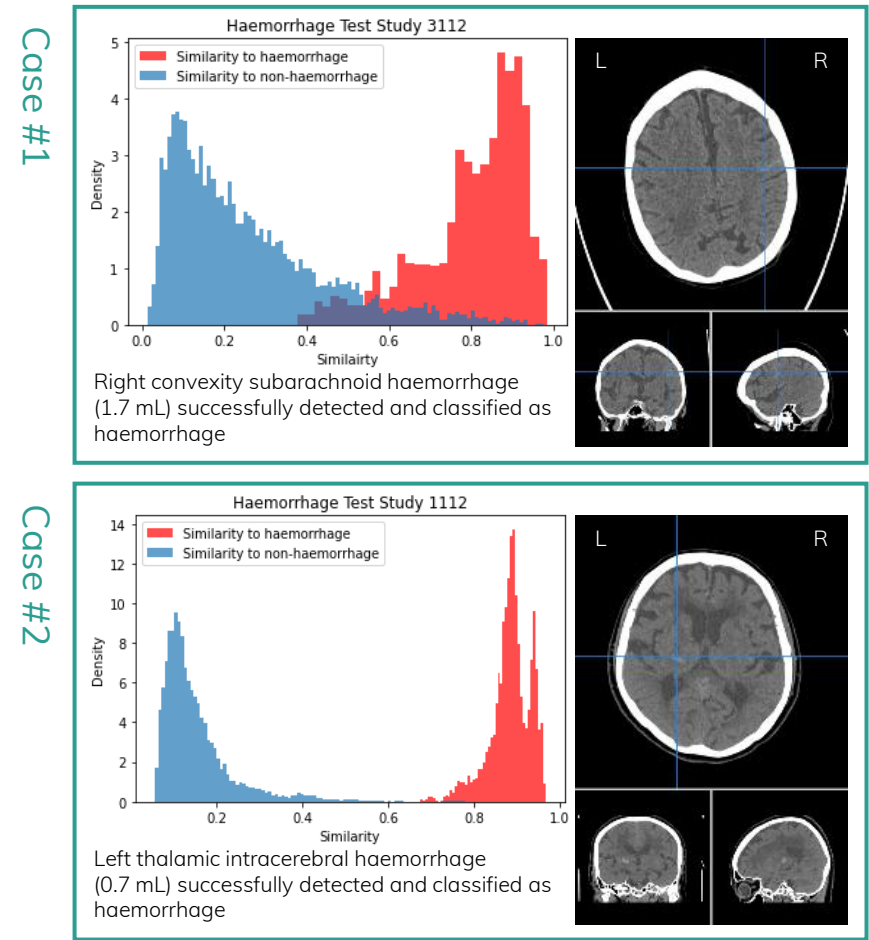 Case #1
Haemorrhage Test Study 3112
Similarity to haemorrhage
Similarity to non-haemorrhage
5
4
3
2
1
0
Density
0.0 0.2 0.4 0.6 0.8 1.0
Similairty
L R
Right convexity subarachnoid haemorrhage
(1.7 mL) successfully detected and classified as
haemorrhage
Case #2
Haemorrhage Test Study 1112
Similarity to haemorrhage
Similarity to non-haemorrhage
14
12
10
8
6
4
2
0
Density
0.2 0.4 0.6 0.8 1.0
Similarity
L R
Left thalamic intracerebral haemorrhage
(0.7 mL) successfully detected and classified as
haemorrhage